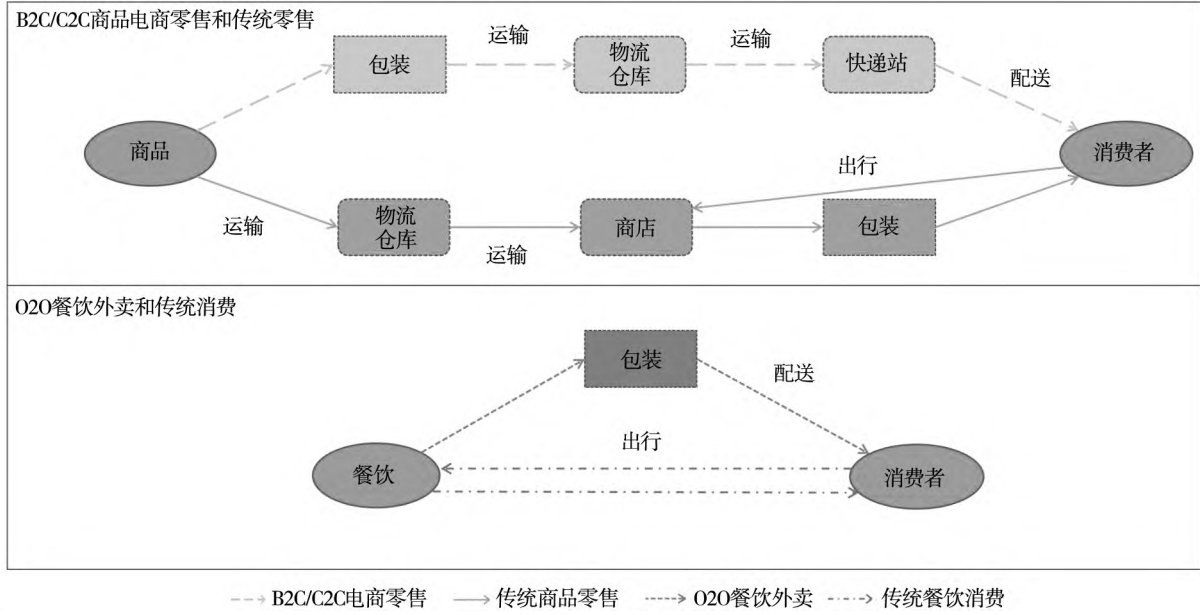 B2C/C2C商品电商零售和传统零售
运输
运输
包装
物流
仓库
快递站
配送
商品
消费者
出行
运输
物流
仓库
运输
商店
包装
O2O餐饮外卖和传统消费
包装
配送
出行
餐饮
消费者
B2C/C2C电商零售
传统商品零售
O2O餐饮外卖
传统餐饮消费